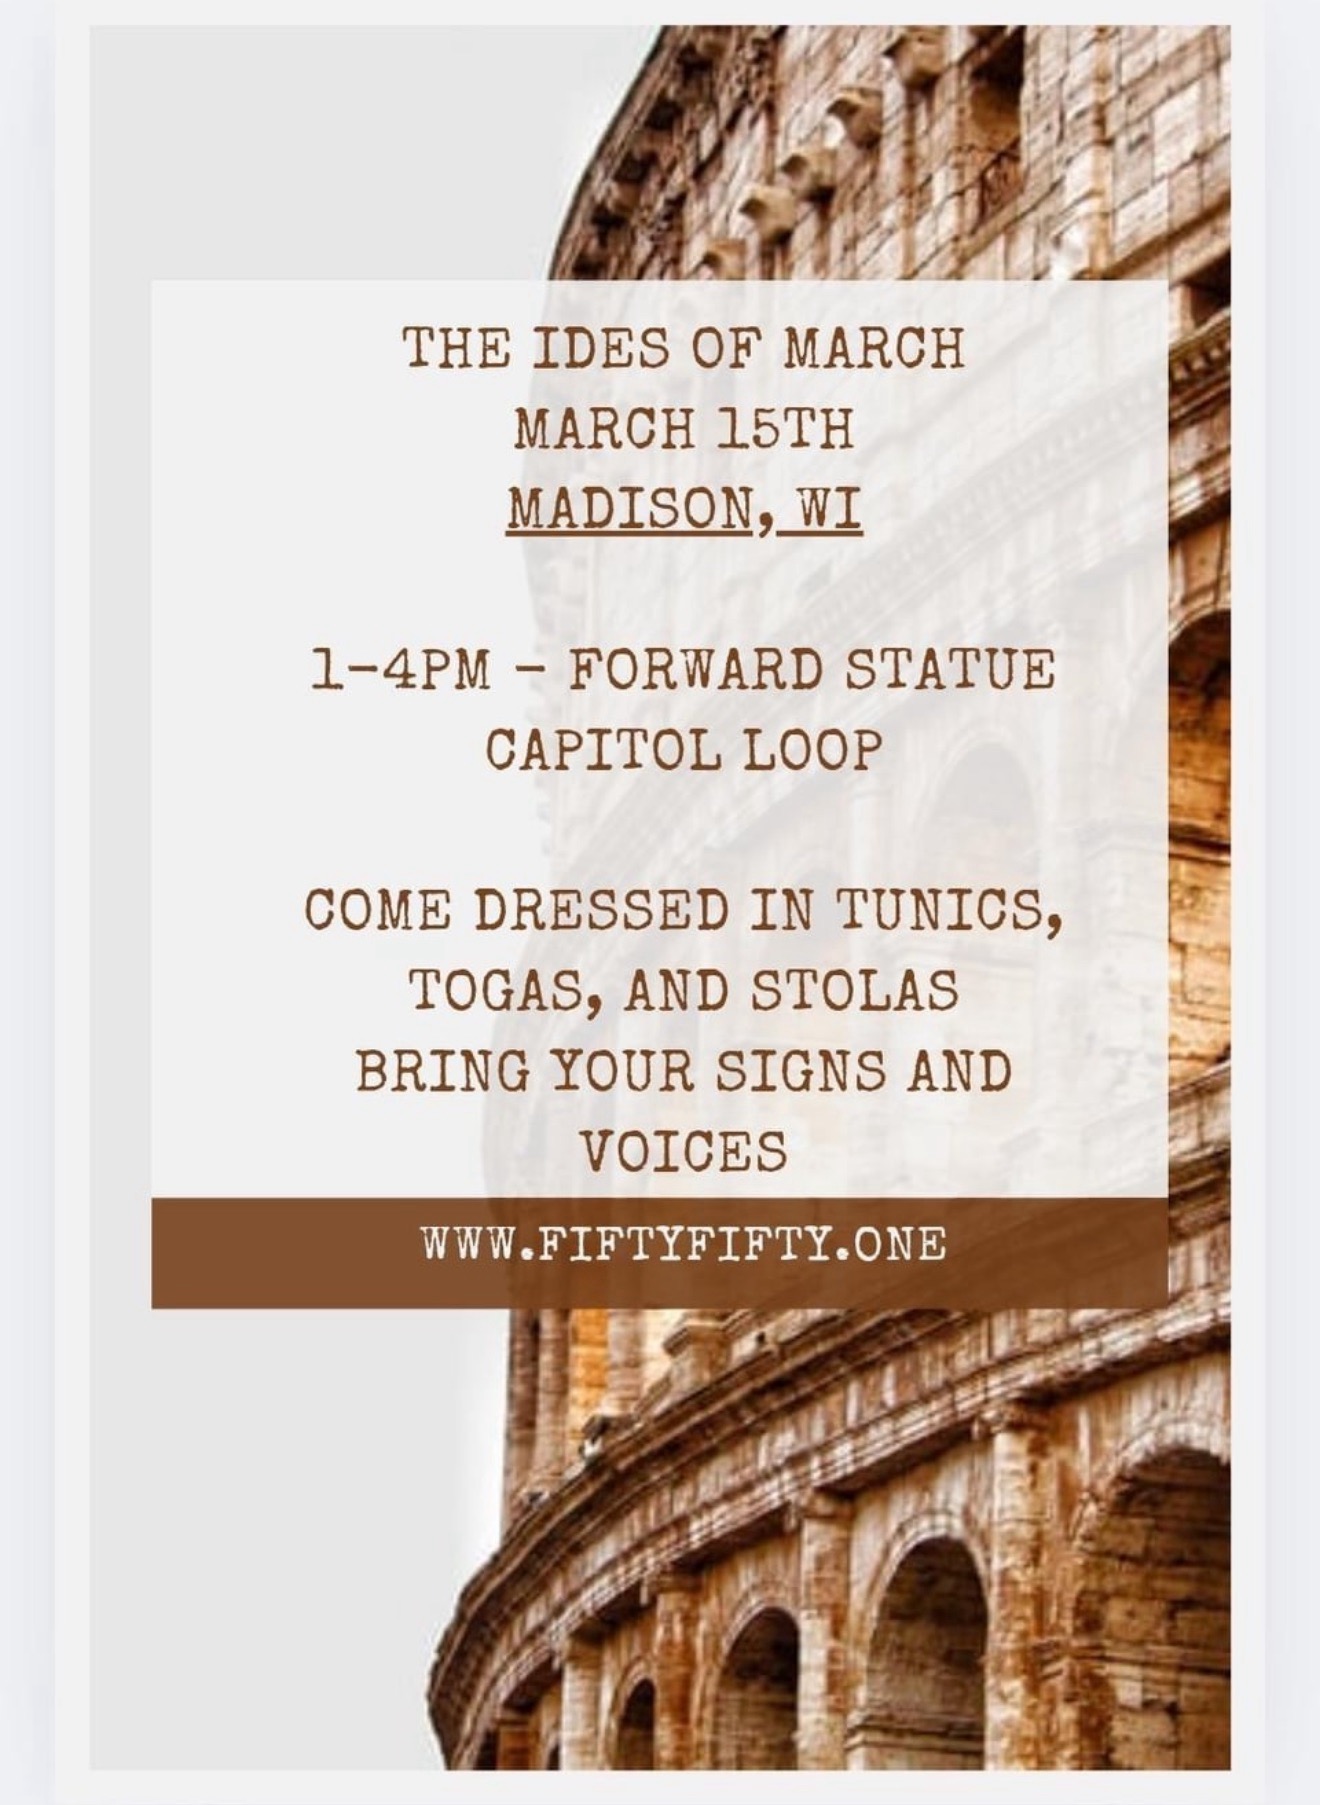 THE IDES OF MARCH
MARCH 15TH
MADISON, WI
1-4PM - FORWARD STATUE
CAPITOL LOOP
COME DRESSED IN TUNICS,
TOGAS, AND STOLAS
BRING YOUR SIGNS AND
VOICES
WWW.FIFTYFIFTY.ONE